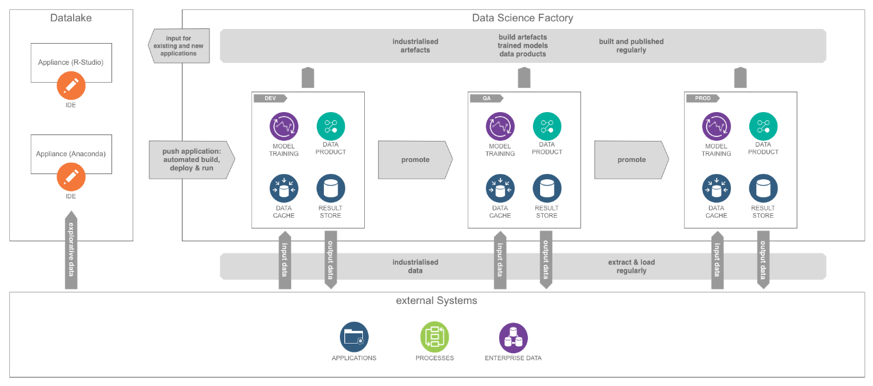 Datalake
Data Science Factory
Appliance (R-Studio)
IDE
Appliance (Anaconda)
IDE
explorative data
input for
existing and new
applications
industrialised
artefacts
build artefacts
trained models
data products
built and published
regularly
push application:
automated build,
deploy & run
DEV
MODEL
TRAINING
DATA
PRODUCT
DATA
CACHE
RESULT
STORE
promote
QA
MODEL
TRAINING
DATA
PRODUCT
DATA
CACHE
RESULT
STORE
promote
PROD
MODEL
TRAINING
DATA
PRODUCT
DATA
CACHE
RESULT
STORE
input data
output data
input data
output data
input data
output data
industrialised
data
extract & load
regularly
external Systems
APPLICATIONS
PROCESSES
ENTERPRISE DATA